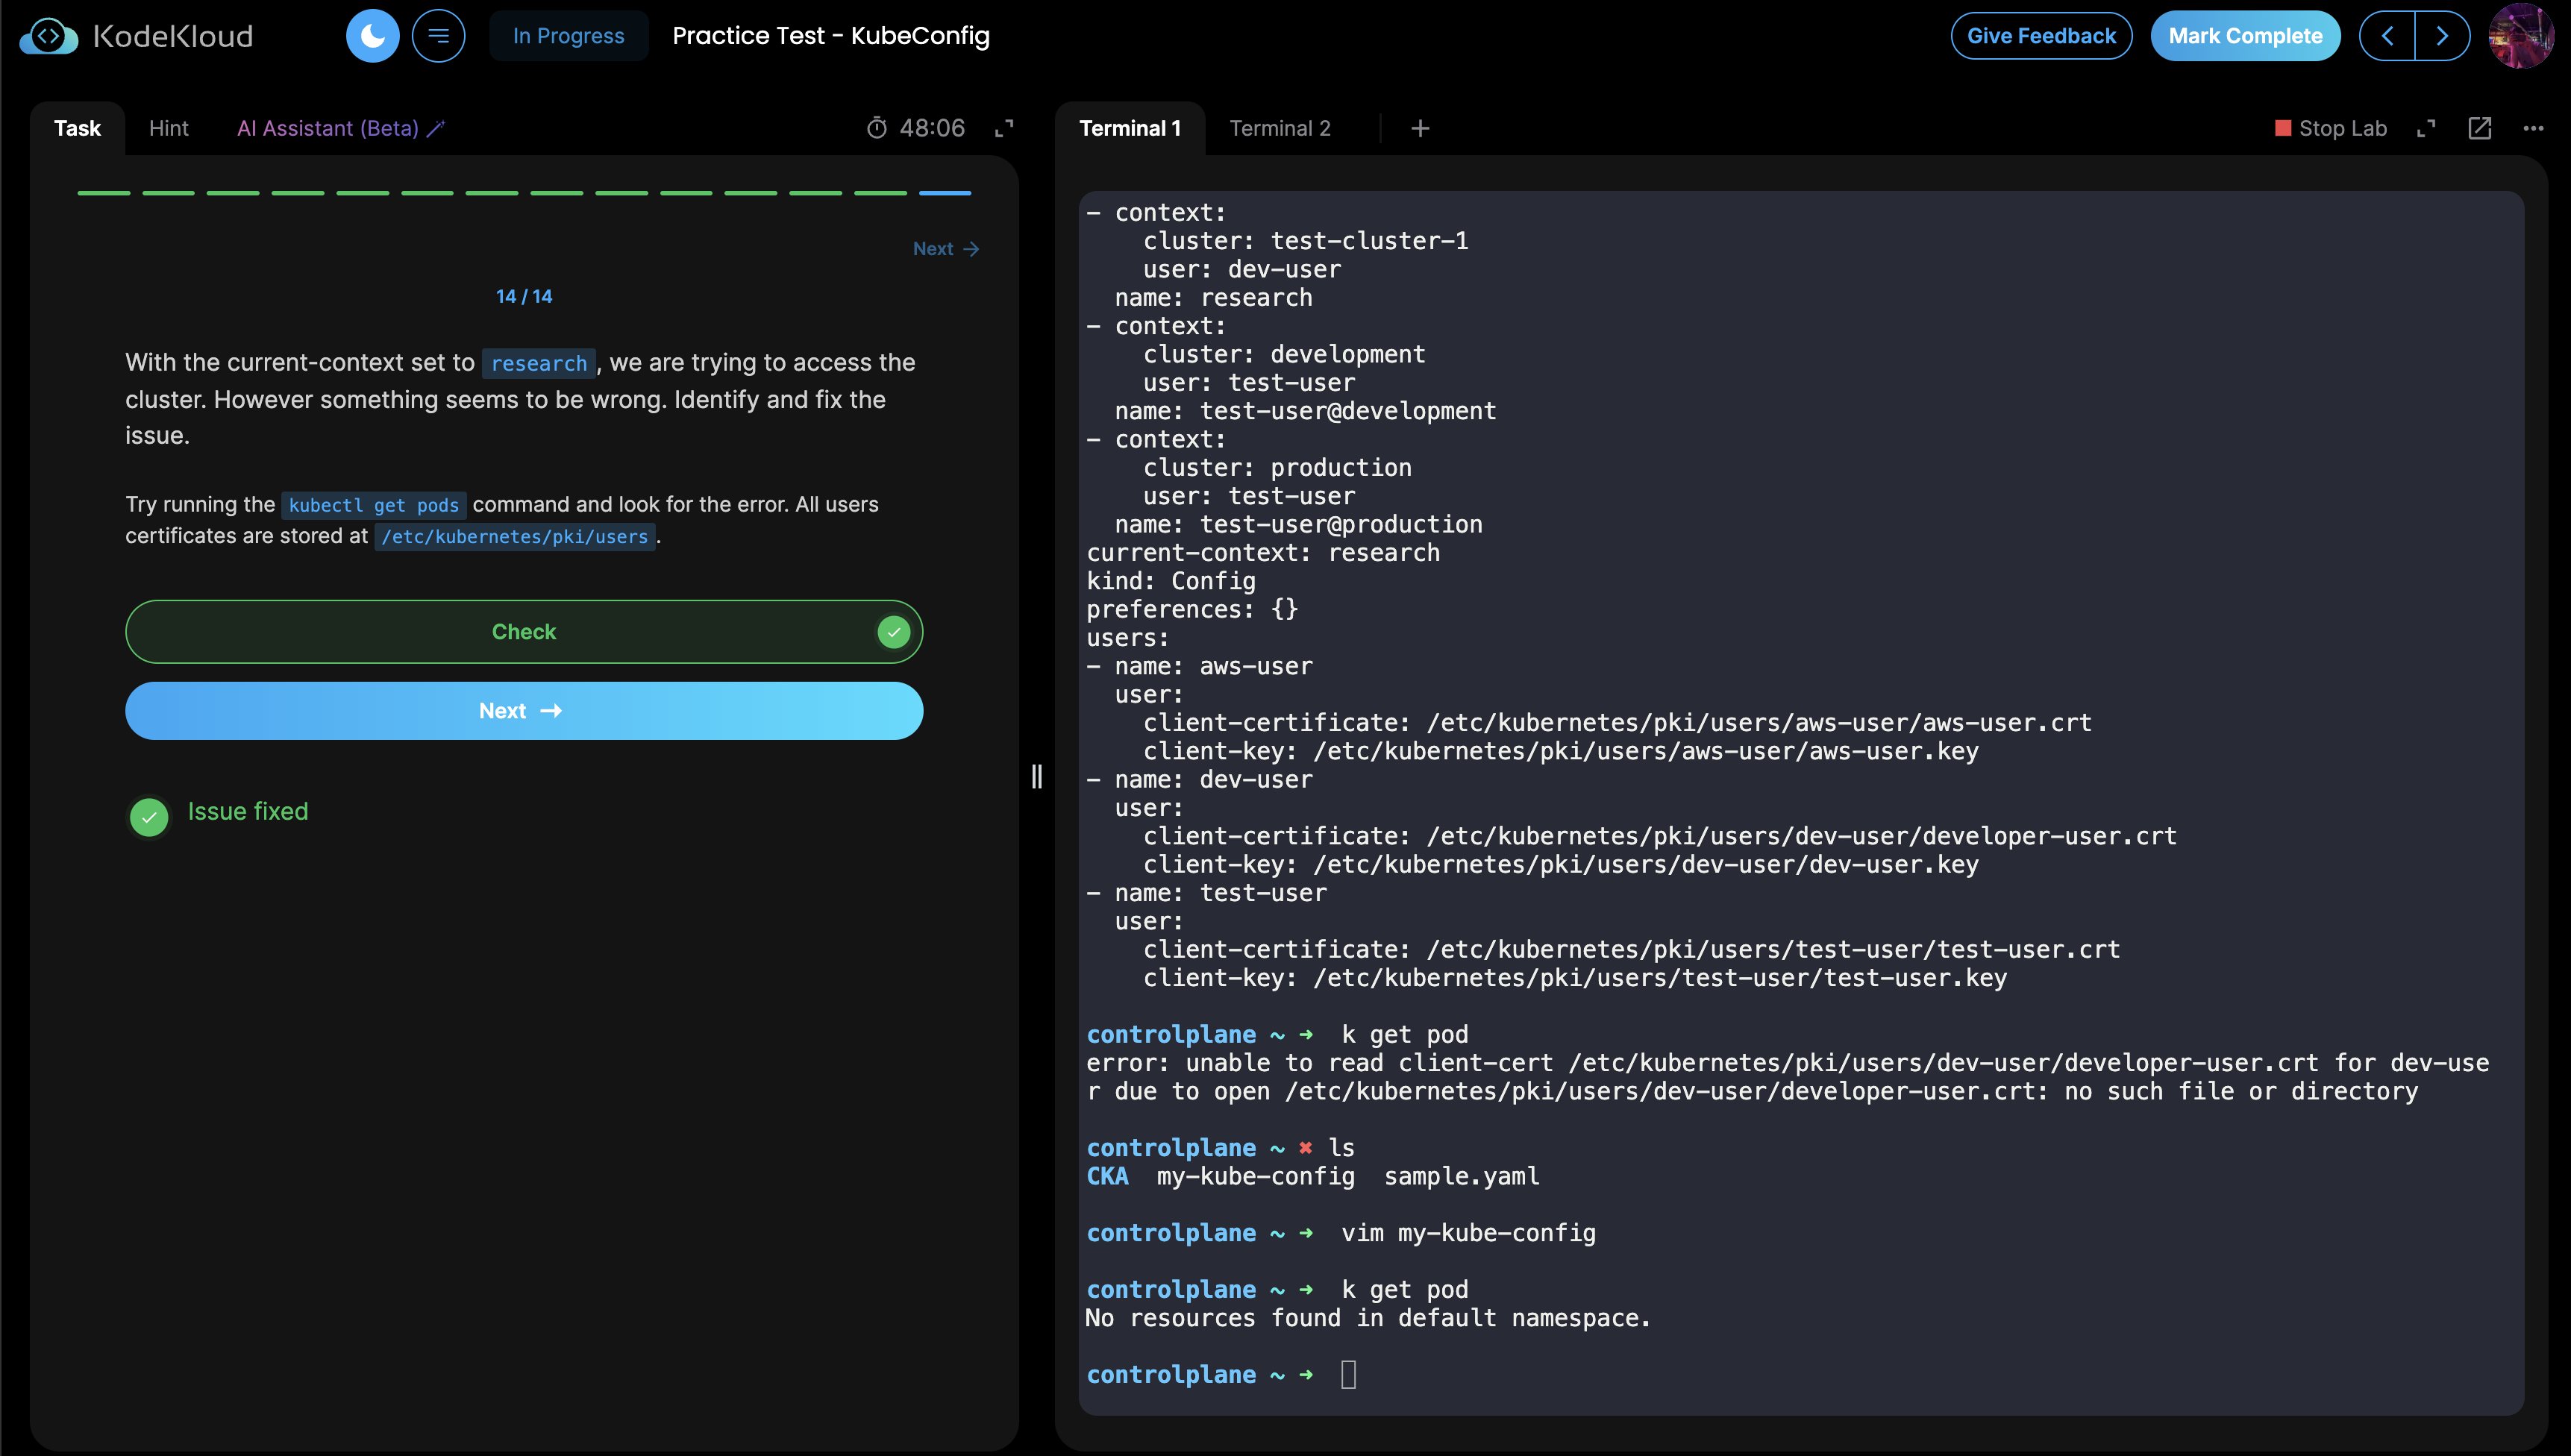 KodeKloud
In Progress
Practice Test - KubeConfig
Give Feedback
Mark Complete
Task
Hint
AI Assistant (Beta)
48:06
Next →
14 / 14
With the current-context set to research, we are trying to access the
cluster. However something seems to be wrong. Identify and fix the
issue.
Try running the kubectl get pods command and look for the error. All users
certificates are stored at /etc/kubernetes/pki/users.
Check
Next →
Issue fixed
Terminal 1
Terminal 2
+
Stop Lab
- context:
    cluster: test-cluster-1
    user: dev-user
  name: research
- context:
    cluster: development
    user: test-user
  name: test-user@development
- context:
    cluster: production
    user: test-user
  name: test-user@production
current-context: research
kind: Config
preferences: {}
users:
- name: aws-user
  user:
    client-certificate: /etc/kubernetes/pki/users/aws-user/aws-user.crt
    client-key: /etc/kubernetes/pki/users/aws-user/aws-user.key
- name: dev-user
  user:
    client-certificate: /etc/kubernetes/pki/users/dev-user/developer-user.crt
    client-key: /etc/kubernetes/pki/users/dev-user/dev-user.key
- name: test-user
  user:
    client-certificate: /etc/kubernetes/pki/users/test-user/test-user.crt
    client-key: /etc/kubernetes/pki/users/test-user/test-user.key
controlplane ~ ➜  k get pod
error: unable to read client-cert /etc/kubernetes/pki/users/dev-user/developer-user.crt for dev-use
r due to open /etc/kubernetes/pki/users/dev-user/developer-user.crt: no such file or directory
controlplane ~ ✖ ls
CKA  my-kube-config  sample.yaml
controlplane ~ ➜  vim my-kube-config
controlplane ~ ➜  k get pod
No resources found in default namespace.
controlplane ~ ➜